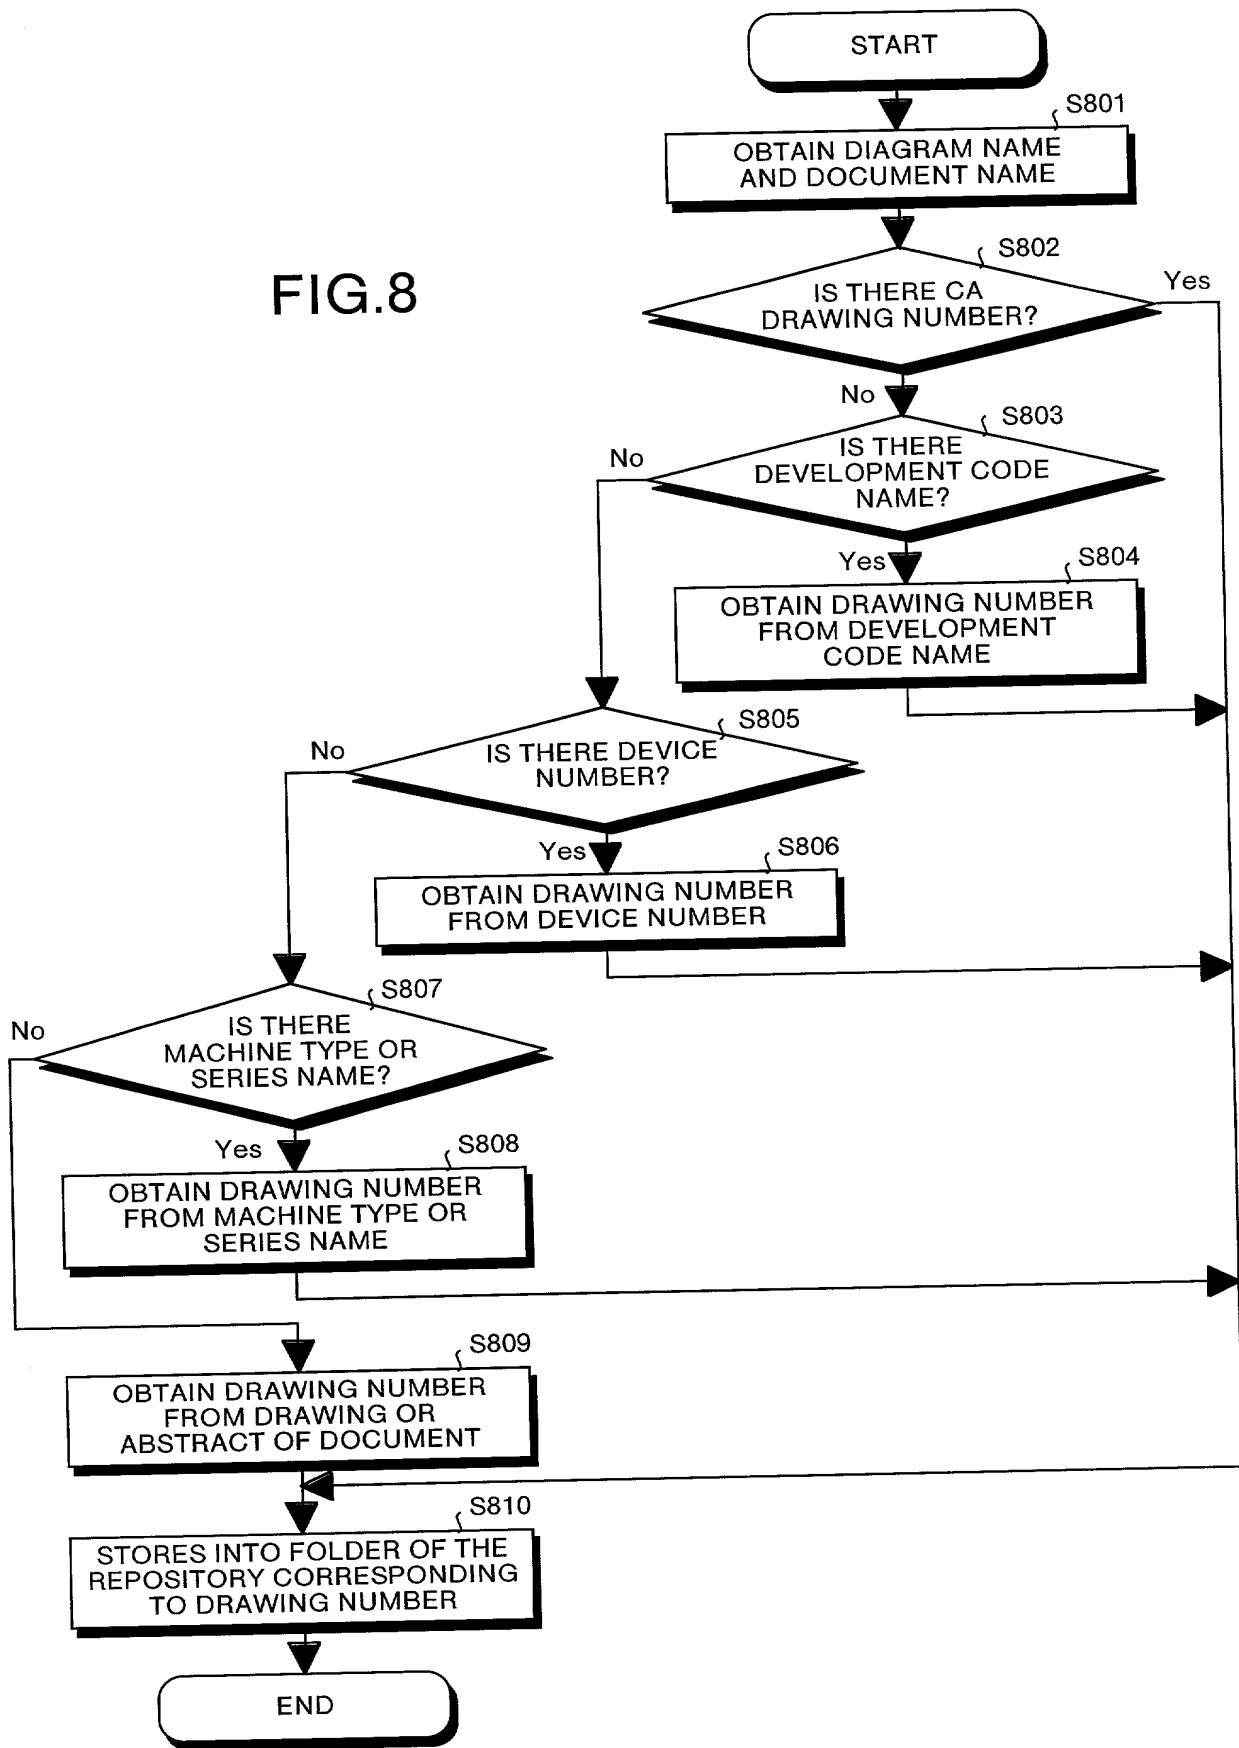 START
S801
OBTAIN DIAGRAM NAME
AND DOCUMENT NAME
FIG.8
S802
IS THERE CA
DRAWING NUMBER?
Yes
No
S803
IS THERE
DEVELOPMENT CODE
NAME?
No
Yes
S804
OBTAIN DRAWING NUMBER
FROM DEVELOPMENT
CODE NAME
S805
IS THERE DEVICE
NUMBER?
No
Yes
S806
OBTAIN DRAWING NUMBER
FROM DEVICE NUMBER
S807
IS THERE
MACHINE TYPE OR
SERIES NAME?
No
Yes
S808
OBTAIN DRAWING NUMBER
FROM MACHINE TYPE OR
SERIES NAME
S809
OBTAIN DRAWING NUMBER
FROM DRAWING OR
ABSTRACT OF DOCUMENT
S810
STORES INTO FOLDER OF THE
REPOSITORY CORRESPONDING
TO DRAWING NUMBER
END